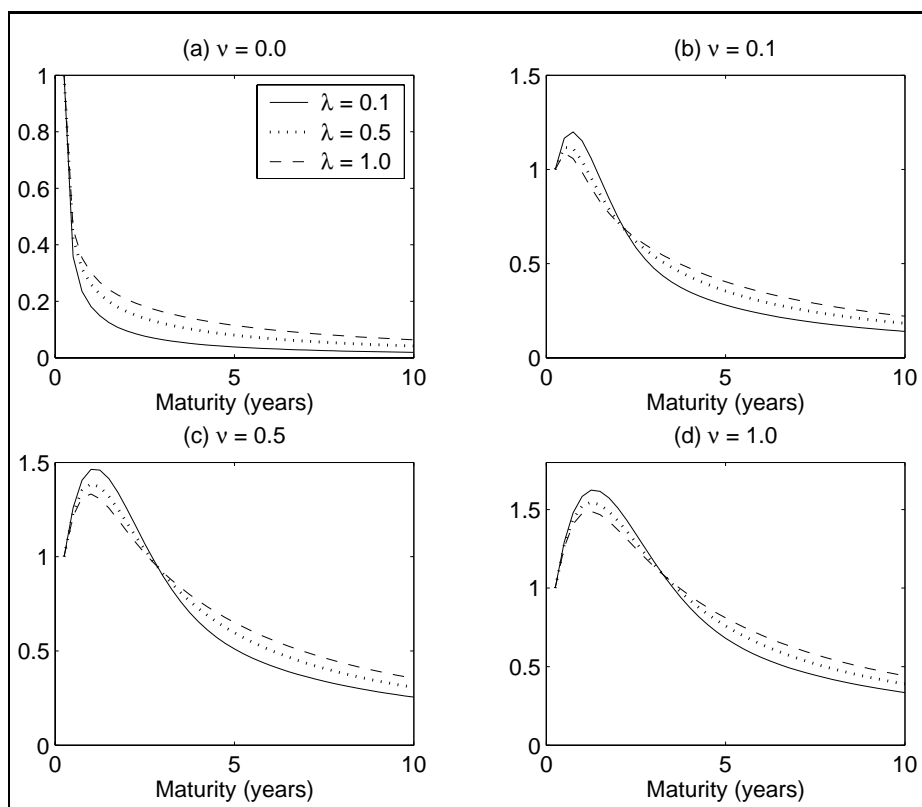 (a) ν = 0.0
1
0.8
0.6
0.4
0.2
0
0
5
10
Maturity (years)
λ = 0.1
λ = 0.5
λ = 1.0
(b) ν = 0.1
1.5
1
0.5
0
0
5
10
Maturity (years)
(c) ν = 0.5
1.5
1
0.5
0
0
5
10
Maturity (years)
(d) ν = 1.0
1.5
1
0.5
0
0
5
10
Maturity (years)